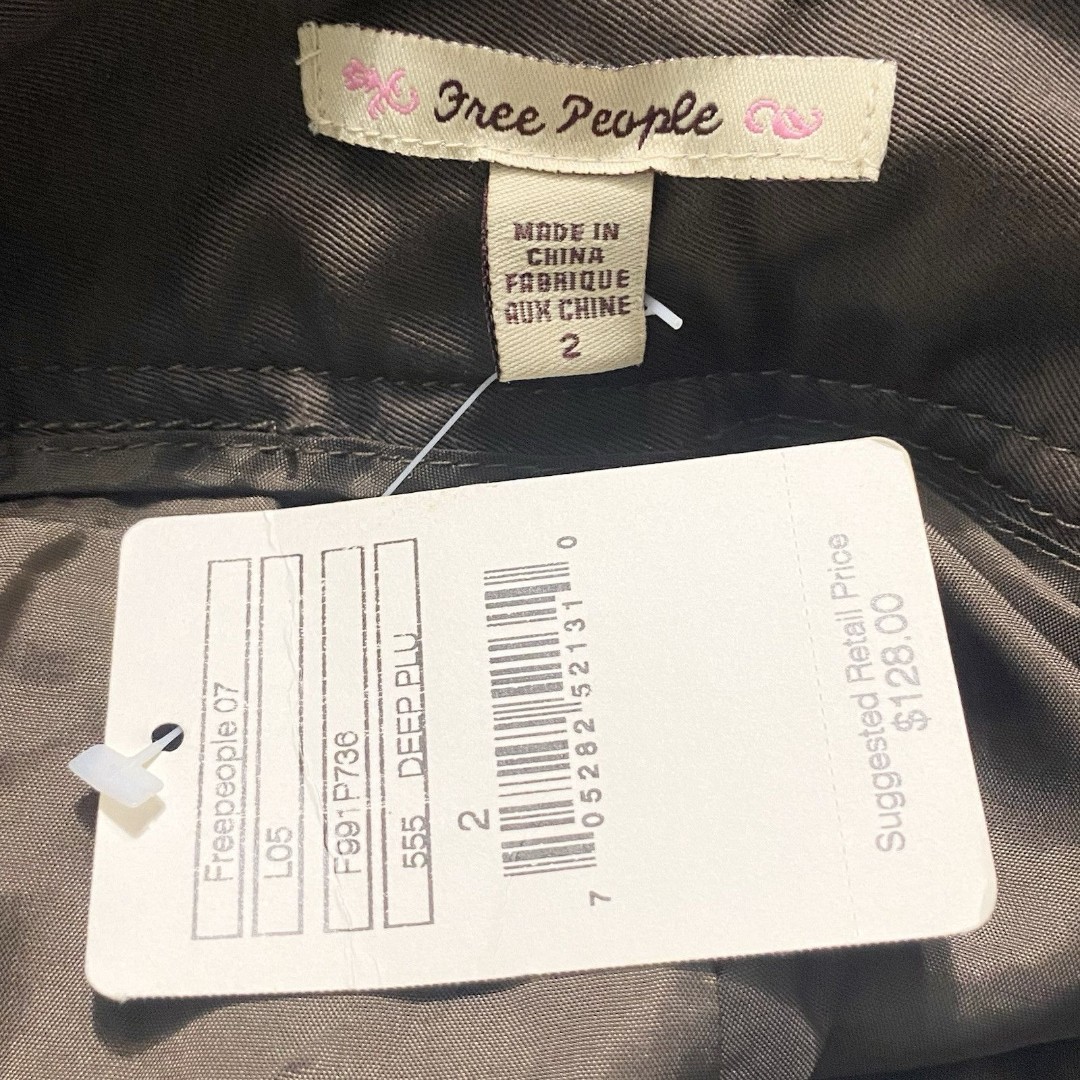 Free People
MADE IN
CHINA
FABRIQUE
AUX CHINE
2
Freepeople 07
L05
F991P736
555 DEEP PLU
2
7 05282 52131 0
Suggested Retail Price
$128.00